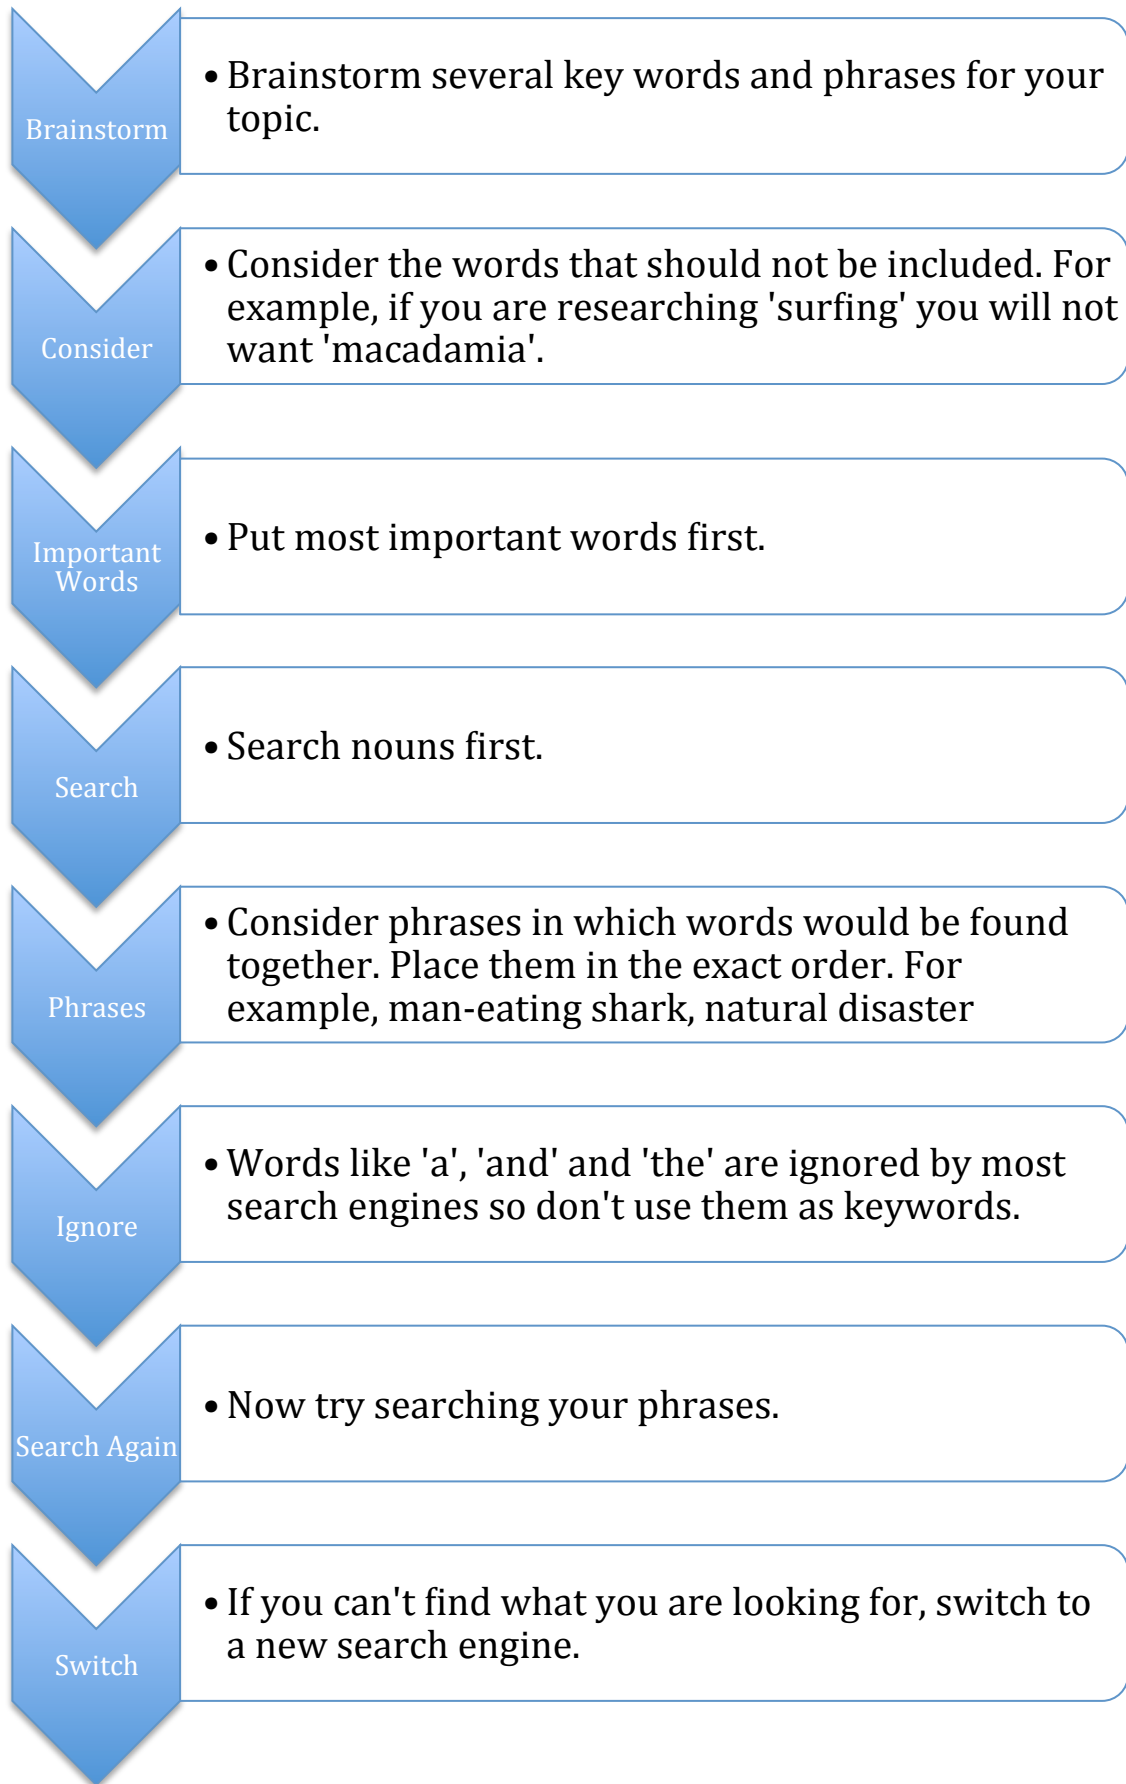 Brainstorm
• Brainstorm several key words and phrases for your
topic.
Consider
• Consider the words that should not be included. For
example, if you are researching 'surfing' you will not
want 'macadamia'.
Important
Words
• Put most important words first.
Search
• Search nouns first.
Phrases
• Consider phrases in which words would be found
together. Place them in the exact order. For
example, man-eating shark, natural disaster
Ignore
• Words like 'a', 'and' and 'the' are ignored by most
search engines so don't use them as keywords.
Search Again
• Now try searching your phrases.
Switch
• If you can't find what you are looking for, switch to
a new search engine.